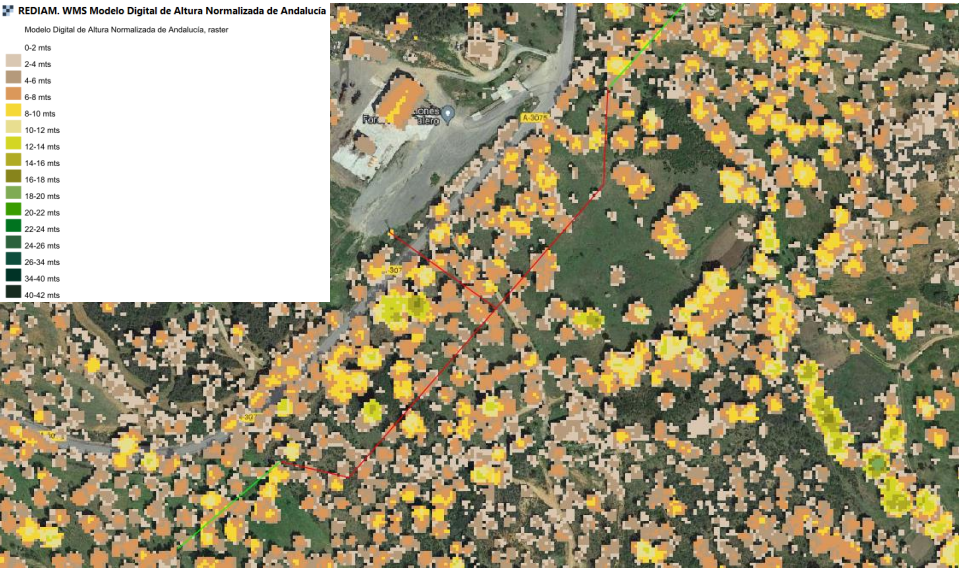 REDIAM. WMS Modelo Digital de Altura Normalizada de Andalucía
Modelo Digital de Altura Normalizada de Andalucía, raster
0-2 mts
2-4 mts
4-6 mts
6-8 mts
8-10 mts
10-12 mts
12-14 mts
14-16 mts
16-18 mts
18-20 mts
20-22 mts
22-24 mts
24-26 mts
26-34 mts
34-40 mts
40-42 mts
A-3075